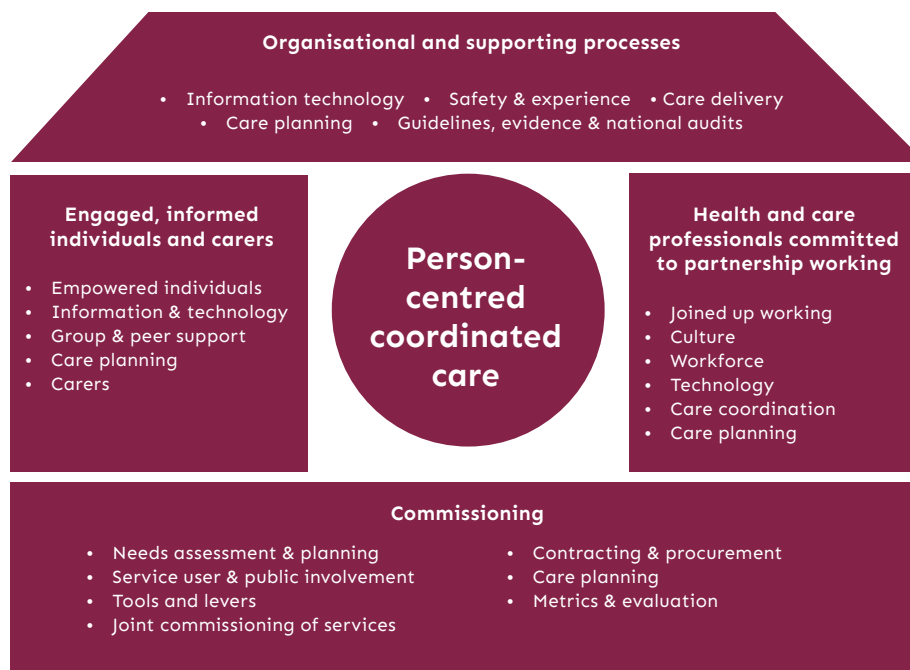 Organisational and supporting processes
• Information technology • Safety & experience • Care delivery
• Care planning • Guidelines, evidence & national audits
Engaged, informed
individuals and carers
• Empowered individuals
• Information & technology
• Group & peer support
• Care planning
• Carers
Person-
centred
coordinated
care
Health and care
professionals committed
to partnership working
• Joined up working
• Culture
• Workforce
• Technology
• Care coordination
• Care planning
Commissioning
• Needs assessment & planning
• Service user & public involvement
• Tools and levers
• Joint commissioning of services
• Contracting & procurement
• Care planning
• Metrics & evaluation